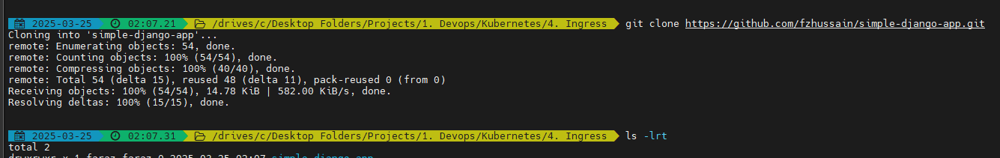 2025-03-25 02:07.21 /drives/c/Desktop Folders/Projects/1. Devops/Kubernetes/4. Ingress git clone https://github.com/fzhussain/simple-django-app.git
Cloning into 'simple-django-app'...
remote: Enumerating objects: 54, done.
remote: Counting objects: 100% (54/54), done.
remote: Compressing objects: 100% (40/40), done.
remote: Total 54 (delta 15), reused 48 (delta 11), pack-reused 0 (from 0)
Receiving objects: 100% (54/54), 14.78 KiB | 582.00 KiB/s, done.
Resolving deltas: 100% (15/15), done.
2025-03-25 02:07.31 /drives/c/Desktop Folders/Projects/1. Devops/Kubernetes/4. Ingress ls -lrt
total 2